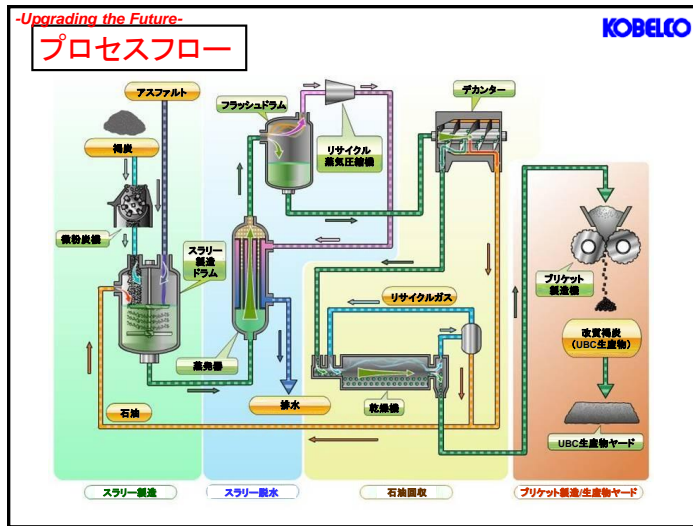 -Upgrading the Future-
KOBELCO
プロセスフロー
アスファルト
フラッシュドラム
デカンター
褐炭
リサイクル
蒸気圧縮機
微粉炭機
スラリー
製造
ドラム
ブリケット
製造機
リサイクルガス
改質褐炭
(UBC生産物)
蒸発器
石油
排水
乾燥機
UBC生産物ヤード
スラリー製造
スラリー脱水
石油回収
ブリケット製造/生産物ヤード